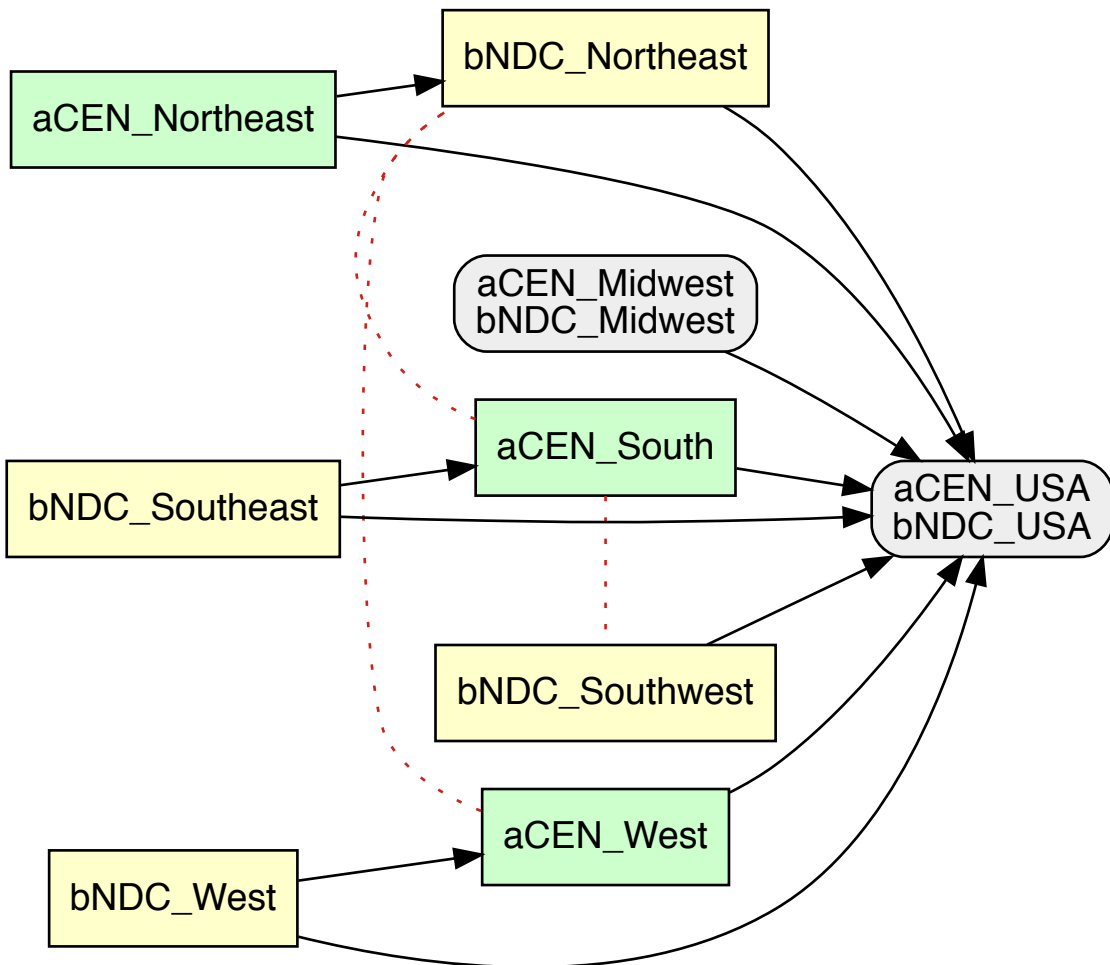 bNDC_Northeast
aCEN_Northeast
aCEN_Midwest
bNDC_Midwest
aCEN_South
bNDC_Southeast
aCEN_USA
bNDC_USA
bNDC_Southwest
aCEN_West
bNDC_West